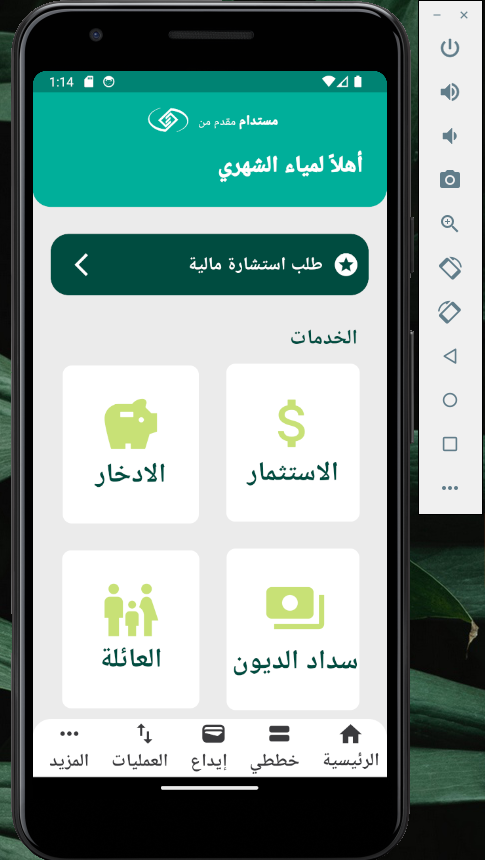 1:14
مستدام مقدم من
أهلاً لمياء الشهري
طلب استشارة مالية
الخدمات
الاستثمار
الادخار
سداد الديون
العائلة
الرئيسية
خططي
إيداع
العمليات
المزيد